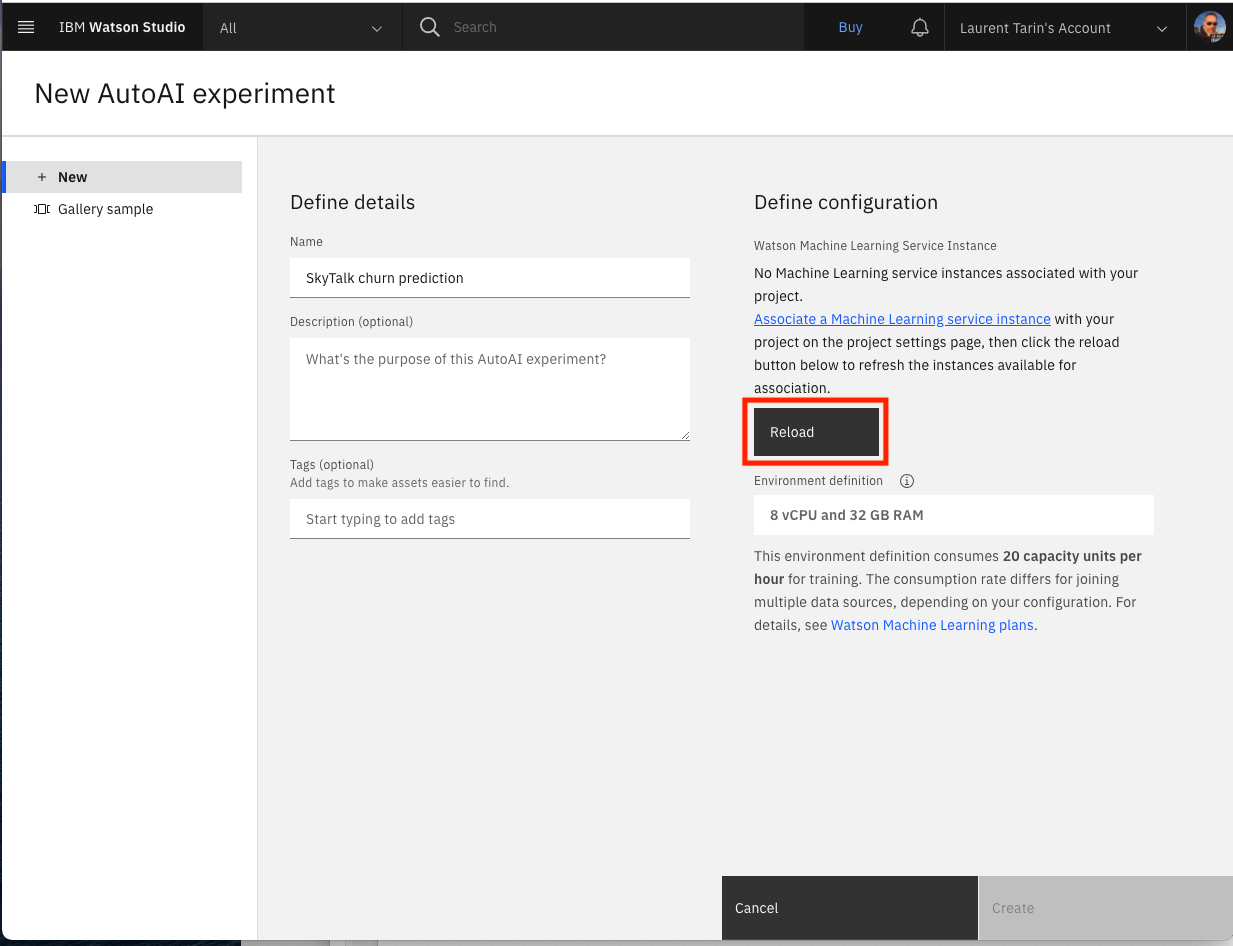 IBM Watson Studio
All
Search
Buy
Laurent Tarin's Account
New AutoAI experiment
+ New
Gallery sample
Define details
Name
SkyTalk churn prediction
Description (optional)
What's the purpose of this AutoAI experiment?
Tags (optional)
Add tags to make assets easier to find.
Start typing to add tags
Define configuration
Watson Machine Learning Service Instance
No Machine Learning service instances associated with your
project.
Associate a Machine Learning service instance with your
project on the project settings page, then click the reload
button below to refresh the instances available for
association.
Reload
Environment definition
8 vCPU and 32 GB RAM
This environment definition consumes 20 capacity units per
hour for training. The consumption rate differs for joining
multiple data sources, depending on your configuration. For
details, see Watson Machine Learning plans.
Cancel
Create